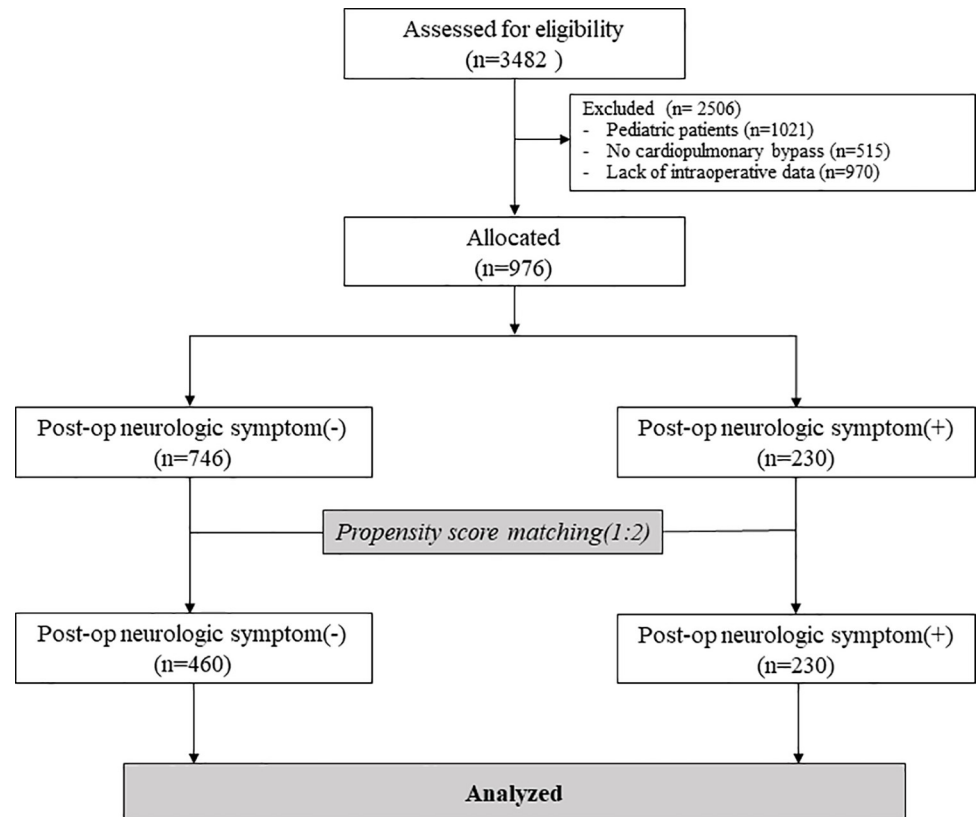 Assessed for eligibility
(n=3482 )
Excluded (n= 2506)
- Pediatric patients (n=1021)
- No cardiopulmonary bypass (n=515)
- Lack of intraoperative data (n=970)
Allocated
(n=976)
Post-op neurologic symptom(-)
(n=746)
Post-op neurologic symptom(+)
(n=230)
Propensity score matching(1:2)
Post-op neurologic symptom(-)
(n=460)
Post-op neurologic symptom(+)
(n=230)
Analyzed